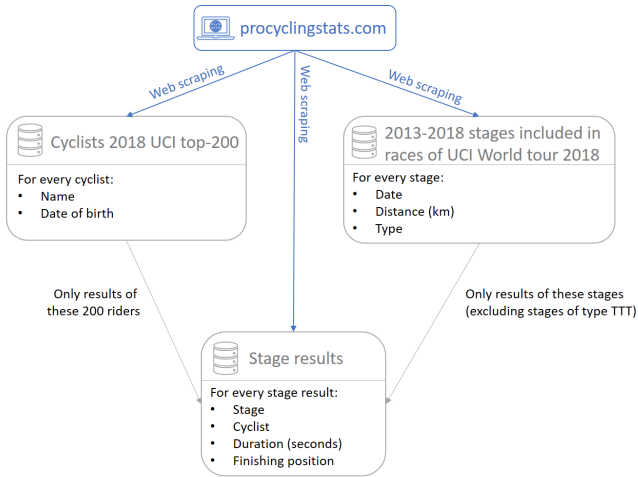 procyclingstats.com
Web scraping
Web scraping
Web scraping
Cyclists 2018 UCI top-200
For every cyclist:
• Name
• Date of birth
2013-2018 stages included in
races of UCI World tour 2018
For every stage:
• Date
• Distance (km)
• Type
Only results of
these 200 riders
Only results of these stages
(excluding stages of type TTT)
Stage results
For every stage result:
• Stage
• Cyclist
• Duration (seconds)
• Finishing position